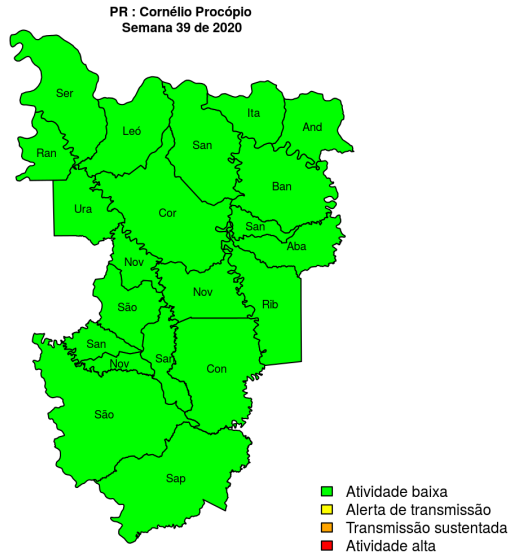 PR : Cornélio Procópio
Semana 39 de 2020
Ser
Ita
And
Leó
San
Ran
Ban
Ura
Cor
San
Aba
Nov
Nov
Rib
São
San
San
Nov
Con
São
Sap
Atividade baixa
Alerta de transmissão
Transmissão sustentada
Atividade alta